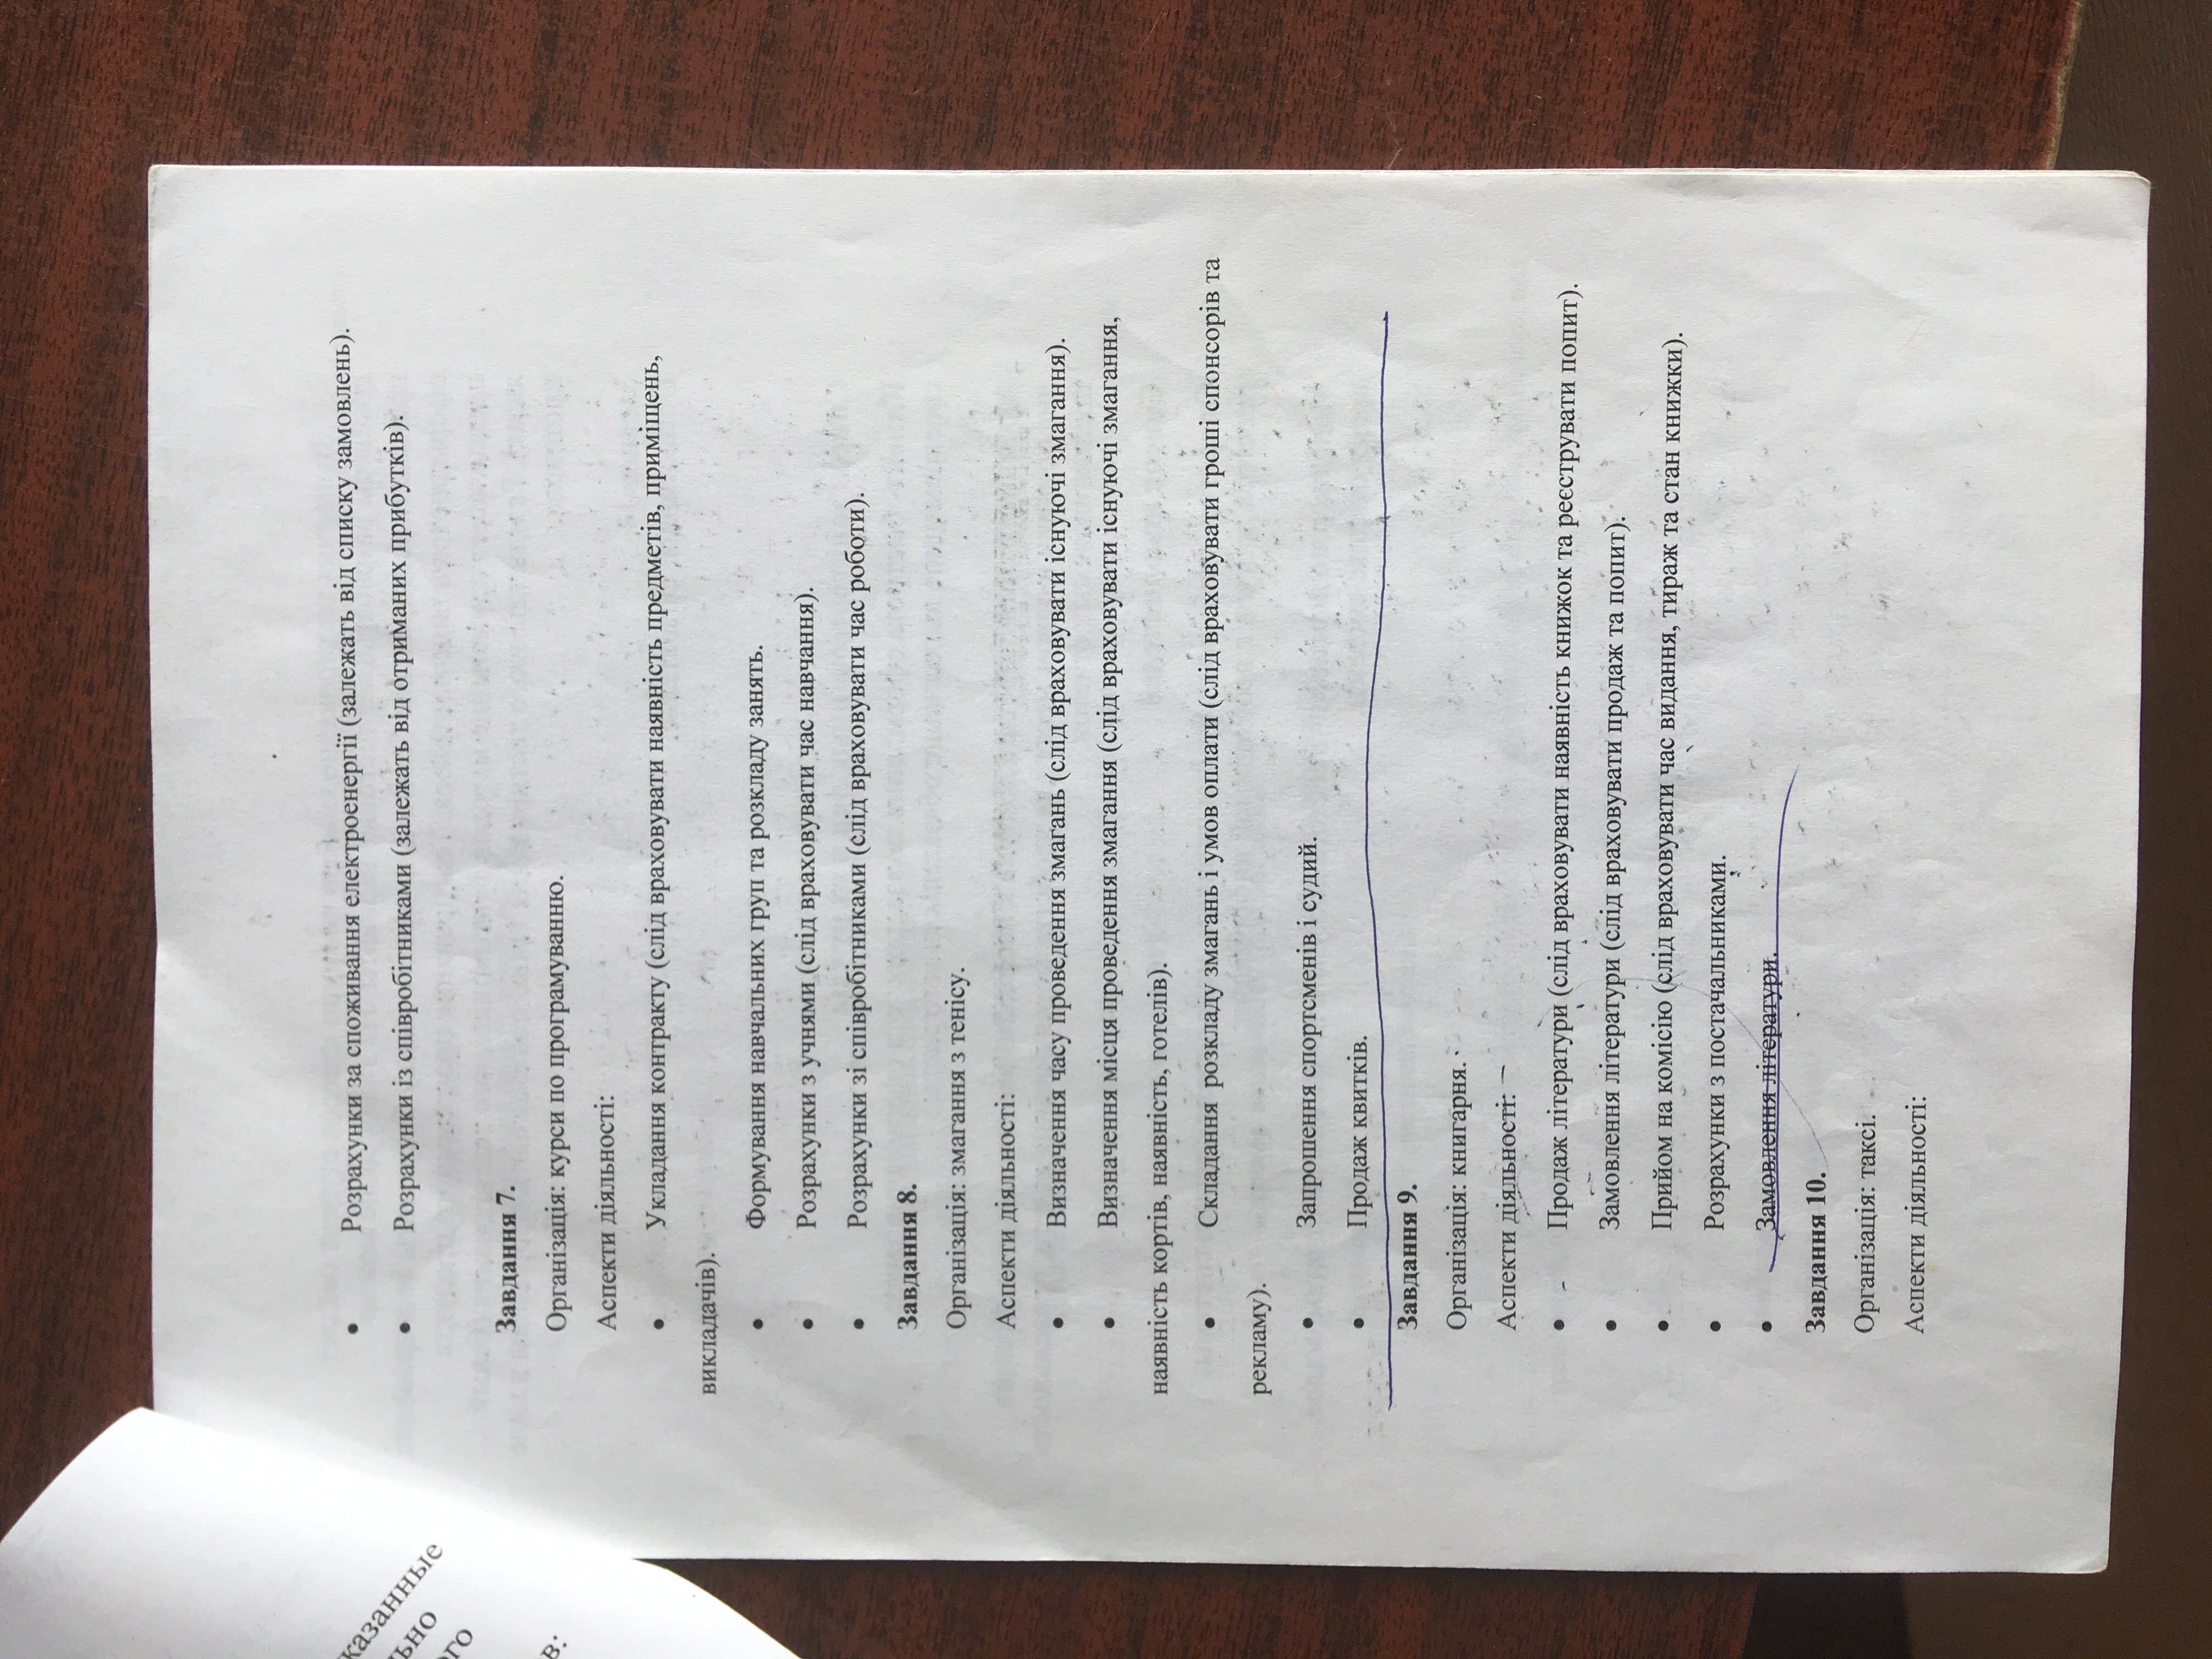 казанные
ьно
ого
в:
• Розрахунки за споживання електроенергії (залежать від списку замовлень).
• Розрахунки із співробітниками (залежать від отриманих прибутків).
Завдання 7.
Організація: курси по програмуванню.
Аспекти діяльності:
• Укладання контракту (слід враховувати наявність предметів, приміщень,
викладачів).
• Формування навчальних груп та розкладу занять.
• Розрахунки з учнями (слід враховувати час навчання).
• Розрахунки зі співробітниками (слід враховувати час роботи).
Завдання 8.
Організація: змагання з тенісу.
Аспекти діяльності:
• Визначення часу проведення змагань (слід враховувати існуючі змагання).
• Визначення місця проведення змагання (слід враховувати існуючі змагання,
наявність кортів, наявність, готелів).
• Складання розкладу змагань і умов оплати (слід враховувати гроші спонсорів та
рекламу).
• Запрошення спортсменів і судий.
• Продаж квитків.
Завдання 9.
Організація: книгарня.
Аспекти діяльності:
• Продаж літератури (слід враховувати наявність книжок та реєструвати попит).
• Замовлення літератури (слід враховувати продаж та попит).
• Прийом на комісію (слід враховувати час видання, тираж та стан книжки).
• Розрахунки з постачальниками.
• Замовлення літератури.
Завдання 10.
Організація: таксі.
Аспекти діяльності: